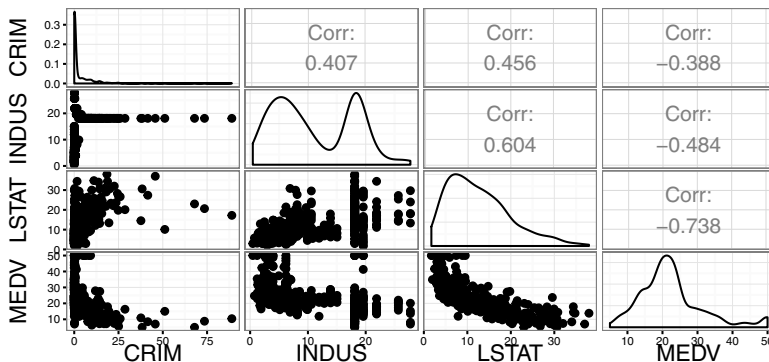 CRIM
0.3
0.2
0.1
0.0
Corr:
0.407
Corr:
0.456
Corr:
−0.388
INDUS
20
10
0
Corr:
0.604
Corr:
−0.484
LSTAT
30
20
10
0
Corr:
−0.738
MEDV
50
40
30
20
10
0 25 50 75
0 10 20
10 20 30
10 20 30 40 50
CRIM INDUS LSTAT MEDV